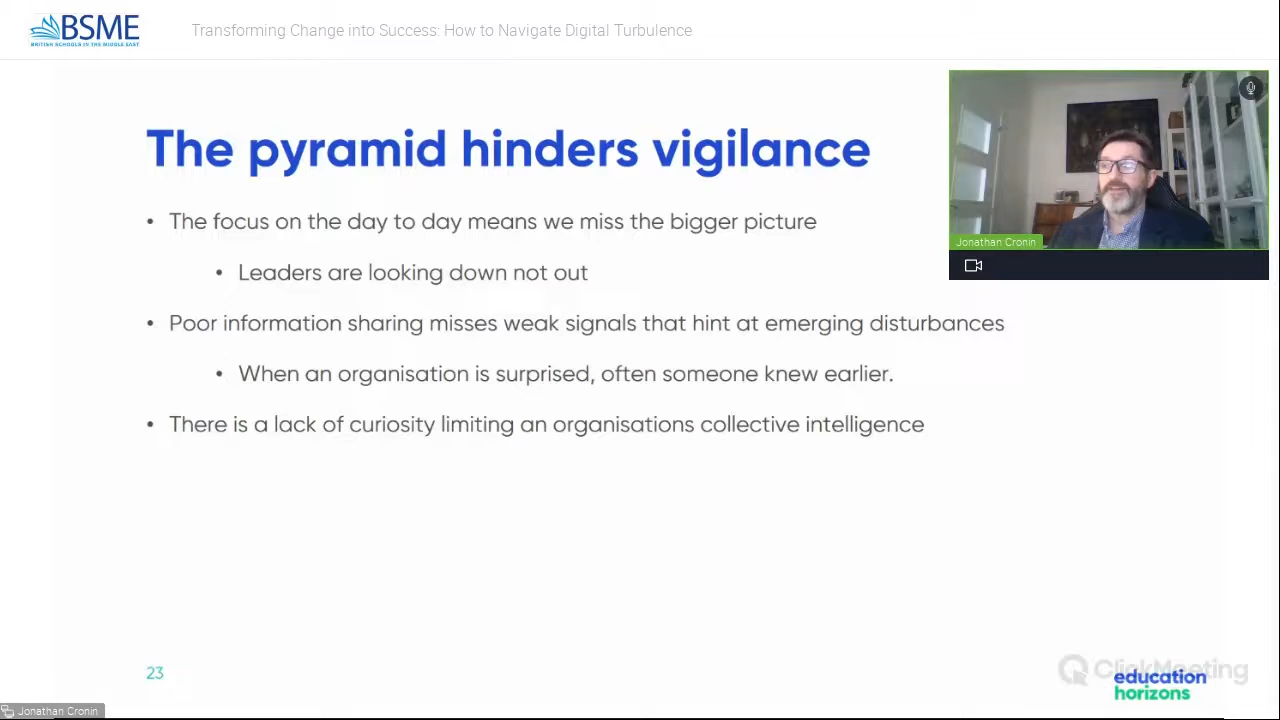 BSME
BRITISH SCHOOLS IN THE MIDDLE EAST
Transforming Change into Success: How to Navigate Digital Turbulence
The pyramid hinders vigilance
• The focus on the day to day means we miss the bigger picture
• Leaders are looking down not out
• Poor information sharing misses weak signals that hint at emerging disturbances
• When an organisation is surprised, often someone knew earlier.
• There is a lack of curiosity limiting an organisations collective intelligence
Jonathan Cronin
23
ClickMeeting
education
horizons
Jonathan Cronin